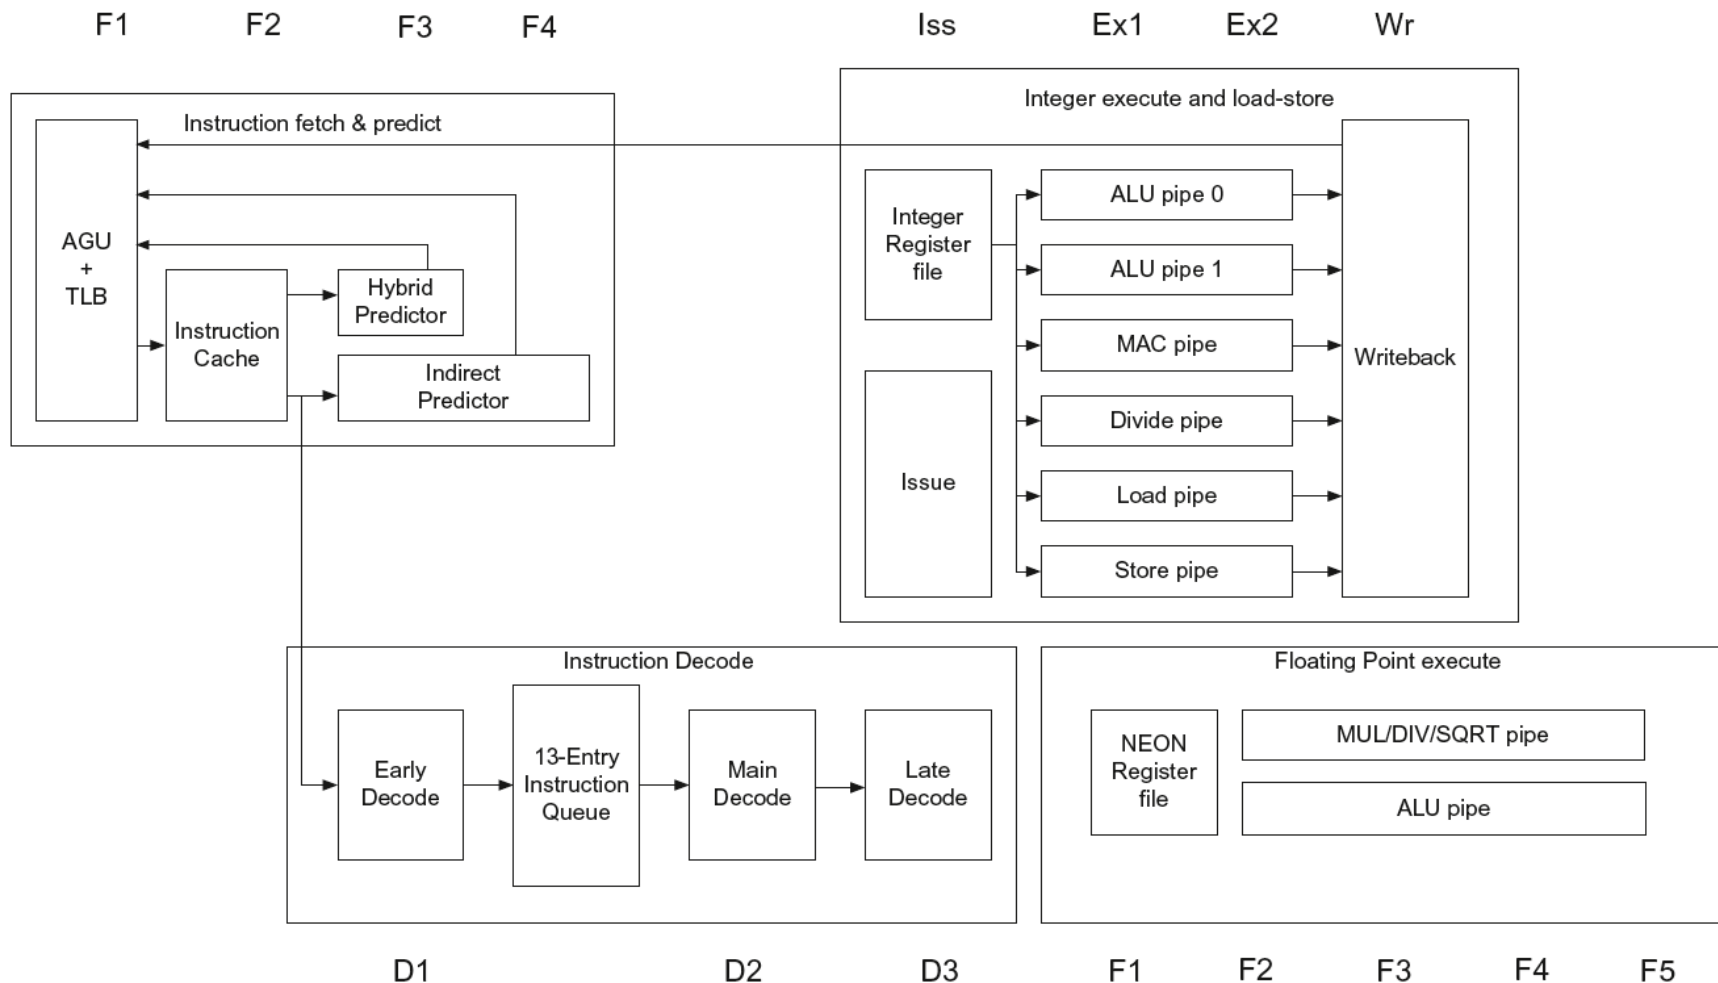 F1 F2 F3 F4 Iss Ex1 Ex2 Wr
Instruction fetch & predict
AGU
+
TLB
Instruction
Cache
Hybrid
Predictor
Indirect
Predictor
Integer execute and load-store
Integer
Register
file
Issue
ALU pipe 0
ALU pipe 1
MAC pipe
Divide pipe
Load pipe
Store pipe
Writeback
Instruction Decode
Early
Decode
13-Entry
Instruction
Queue
Main
Decode
Late
Decode
Floating Point execute
NEON
Register
file
MUL/DIV/SQRT pipe
ALU pipe
D1 D2 D3 F1 F2 F3 F4 F5